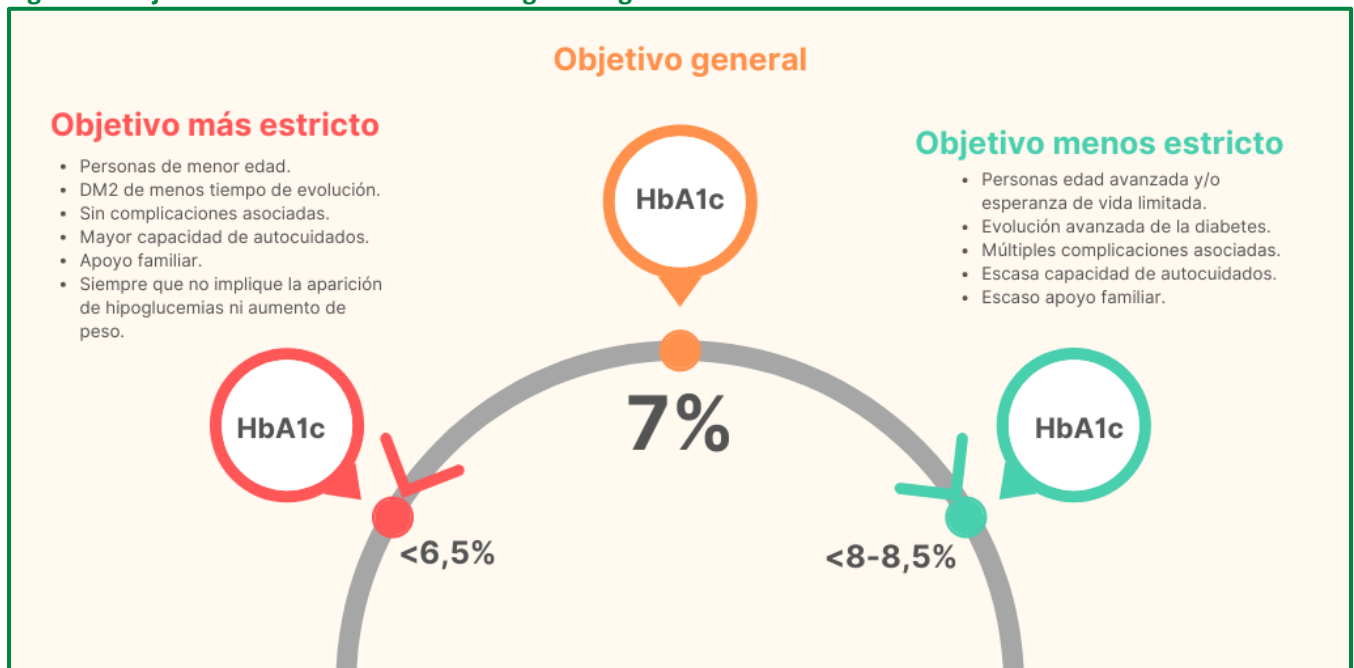 Objetivo general
Objetivo más estricto
• Personas de menor edad.
• DM2 de menos tiempo de evolución.
• Sin complicaciones asociadas.
• Mayor capacidad de autocuidados.
• Apoyo familiar.
• Siempre que no implique la aparición
de hipoglucemias ni aumento de
peso.
Objetivo menos estricto
• Personas edad avanzada y/o
esperanza de vida limitada.
• Evolución avanzada de la diabetes.
• Múltiples complicaciones asociadas.
• Escasa capacidad de autocuidados.
• Escaso apoyo familiar.
HbA1c
7%
HbA1c
<6,5%
HbA1c
<8-8,5%